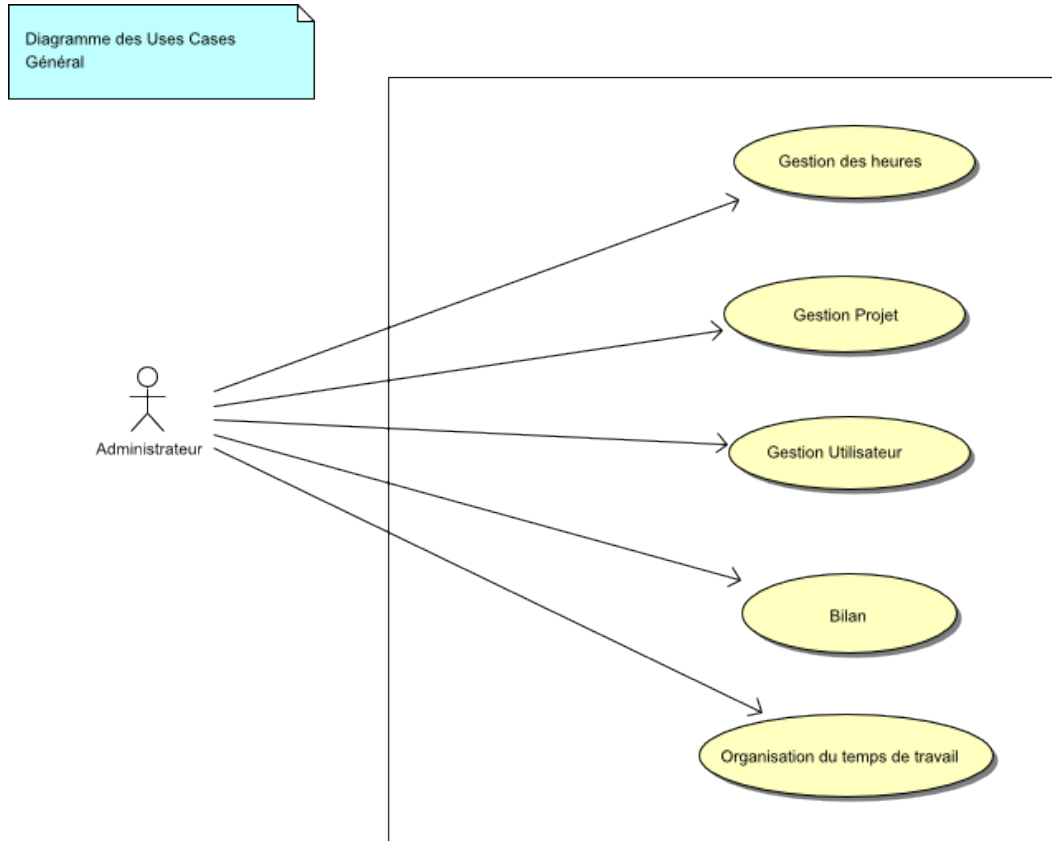 Diagramme des Uses Cases
Général
Gestion des heures
Gestion Projet
Administrateur
Gestion Utilisateur
Bilan
Organisation du temps de travail